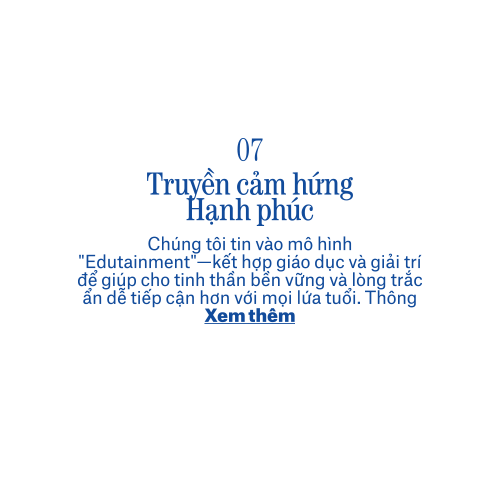 07
Truyền cảm hứng
Hạnh phúc
Chúng tôi tin vào mô hình
"Edutainment"—kết hợp giáo dục và giải trí
để giúp cho tinh thần bền vững và lòng trắc
ẩn dễ tiếp cận hơn với mọi lứa tuổi. Thông
Xem thêm